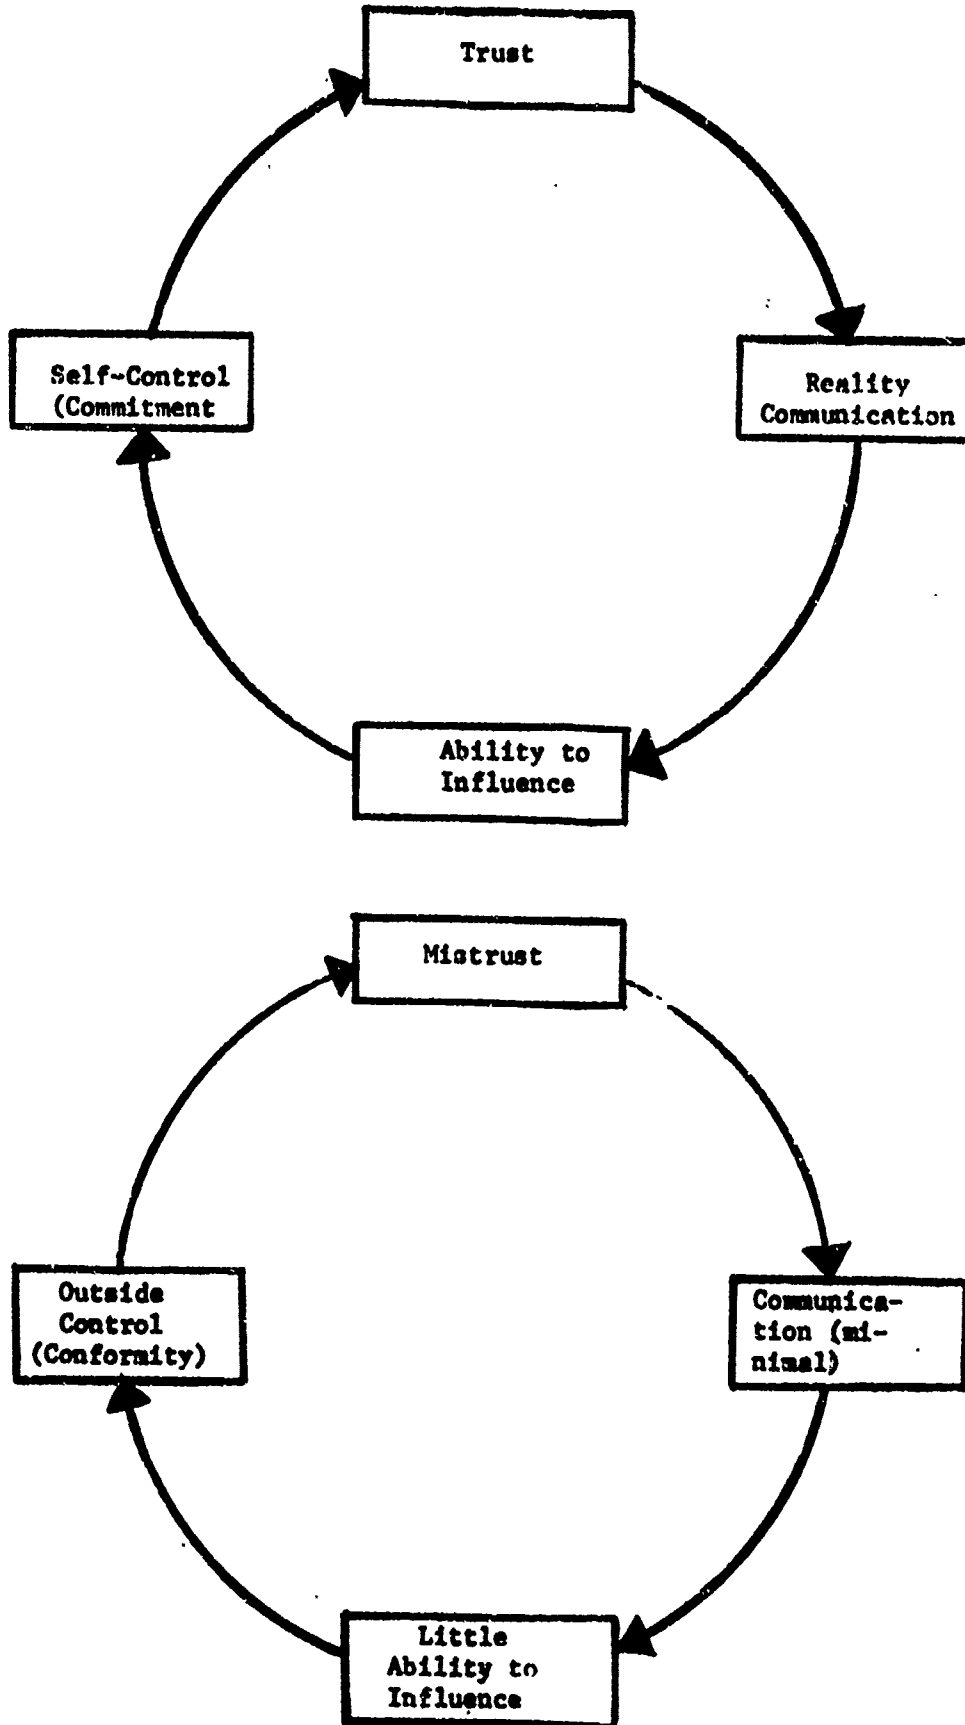 Trust
Self-Control
(Commitment
Reality
Communication
Ability to
Influence
Mistrust
Outside
Control
(Conformity)
Communica-
tion (mi-
nimal)
Little
Ability to
Influence